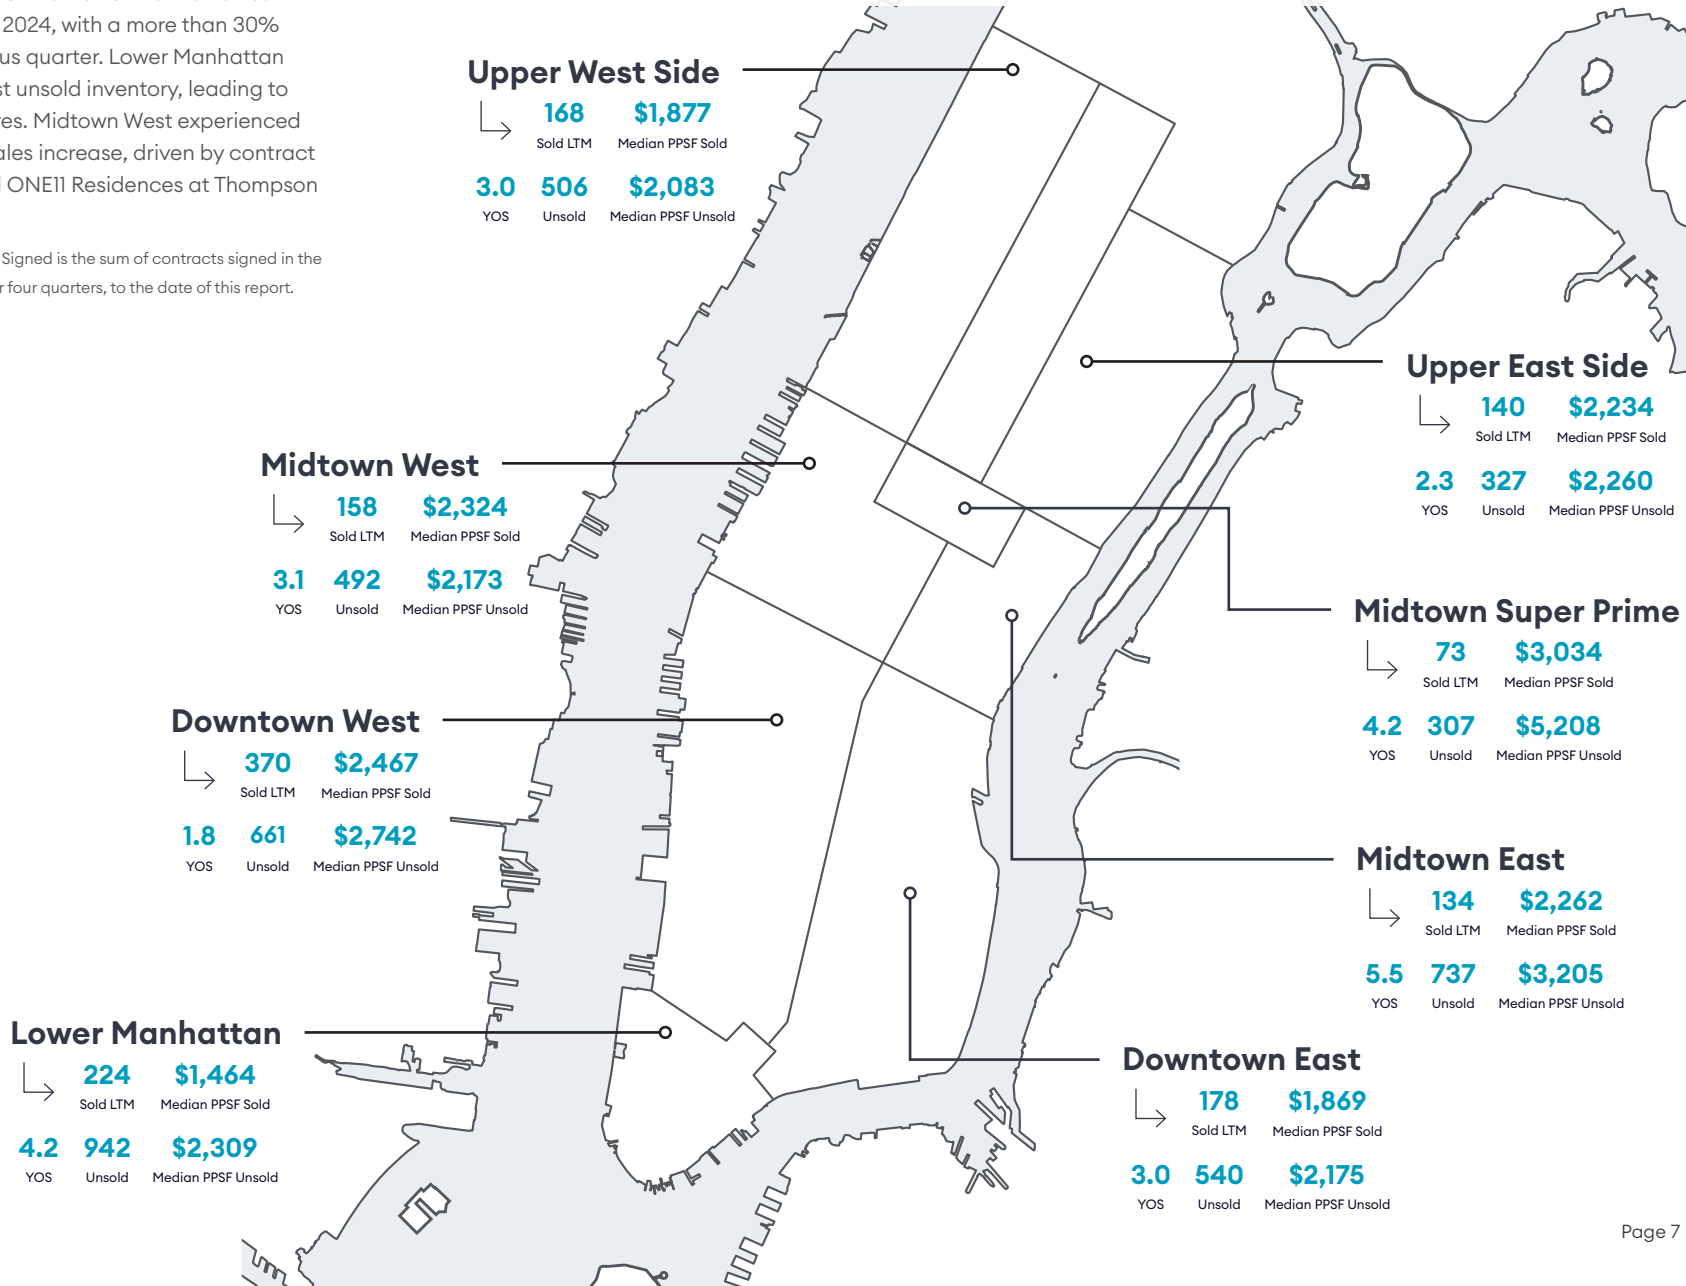 2024, with a more than 30%
us quarter. Lower Manhattan
st unsold inventory, leading to
res. Midtown West experienced
ales increase, driven by contract
ONE11 Residences at Thompson
Signed is the sum of contracts signed in the
r four quarters, to the date of this report.
Upper West Side
168 $1,877
Sold LTM Median PPSF Sold
3.0 506 $2,083
YOS Unsold Median PPSF Unsold
Upper East Side
140 $2,234
Sold LTM Median PPSF Sold
2.3 327 $2,260
YOS Unsold Median PPSF Unsold
Midtown West
158 $2,324
Sold LTM Median PPSF Sold
3.1 492 $2,173
YOS Unsold Median PPSF Unsold
Midtown Super Prime
73 $3,034
Sold LTM Median PPSF Sold
4.2 307 $5,208
YOS Unsold Median PPSF Unsold
Downtown West
370 $2,467
Sold LTM Median PPSF Sold
1.8 661 $2,742
YOS Unsold Median PPSF Unsold
Midtown East
134 $2,262
Sold LTM Median PPSF Sold
5.5 737 $3,205
YOS Unsold Median PPSF Unsold
Lower Manhattan
224 $1,464
Sold LTM Median PPSF Sold
4.2 942 $2,309
YOS Unsold Median PPSF Unsold
Downtown East
178 $1,869
Sold LTM Median PPSF Sold
3.0 540 $2,175
YOS Unsold Median PPSF Unsold
Page 7